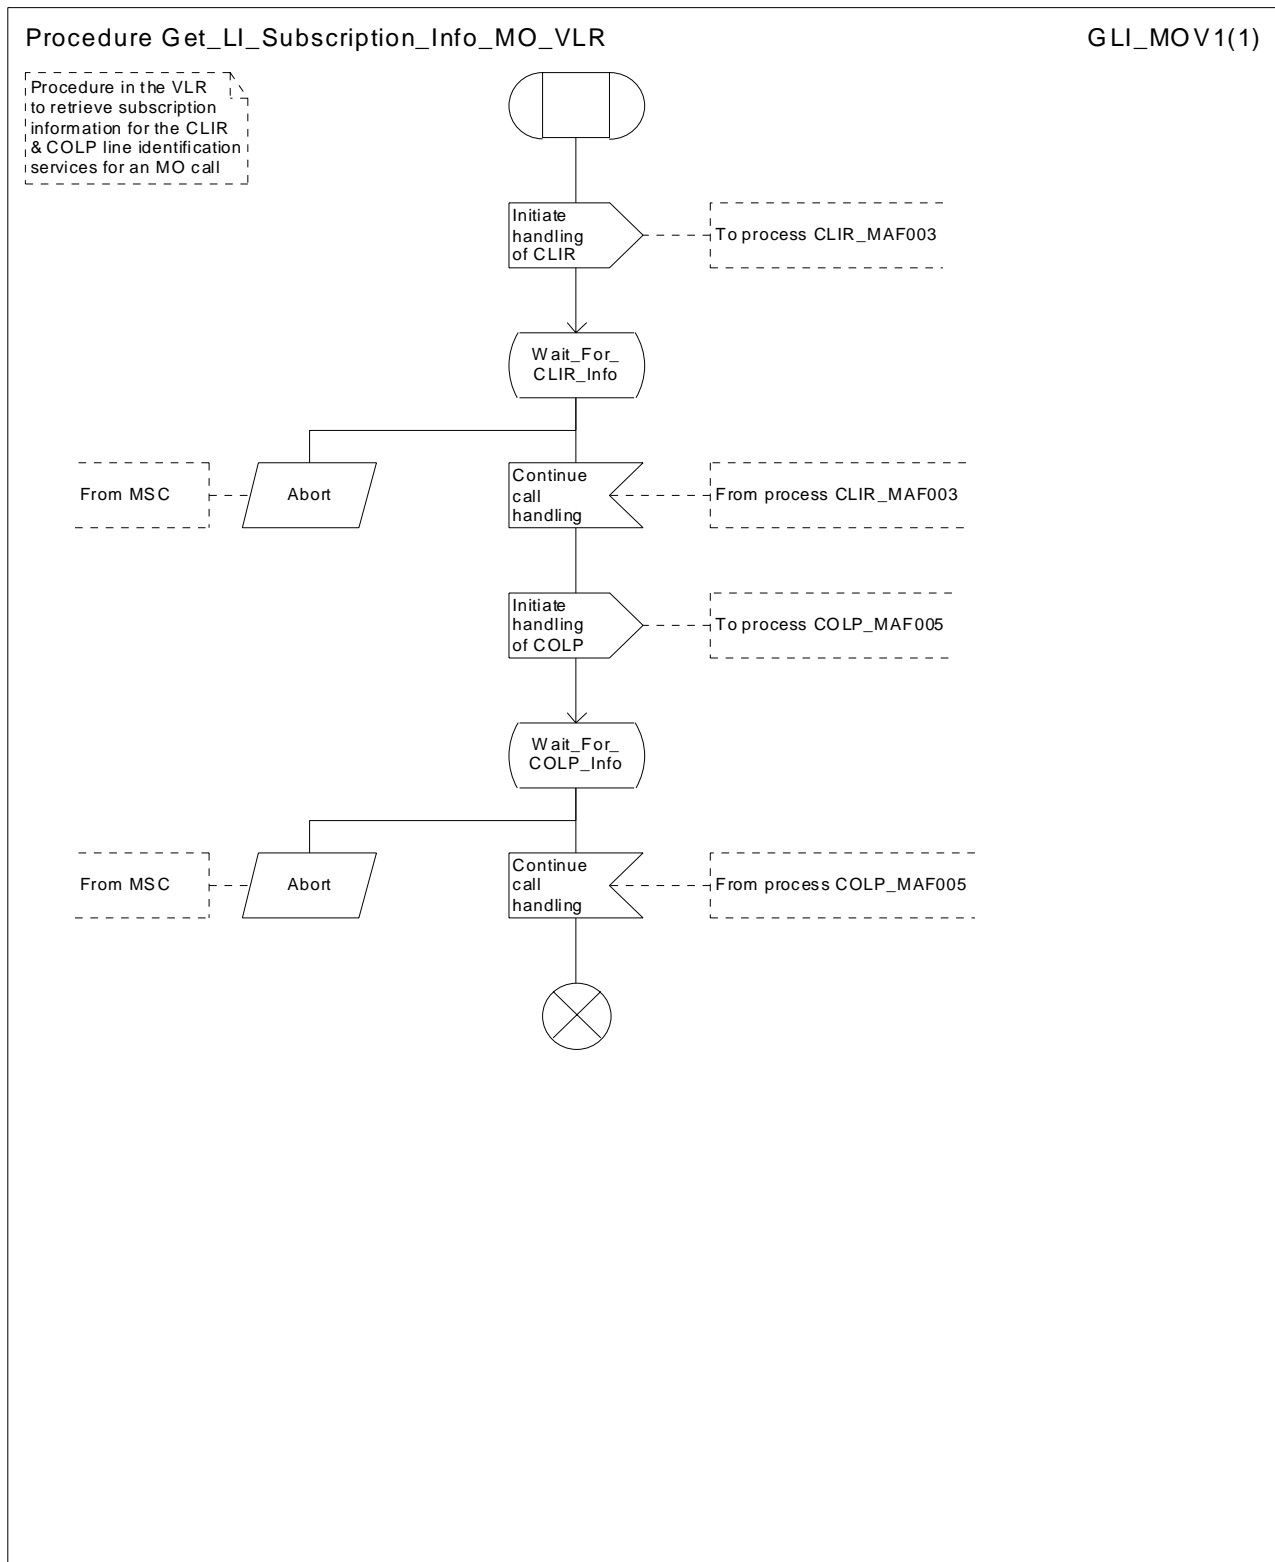 Procedure Get_LI_Subscription_Info_MO_VLR
GLI_MOV1(1)
Procedure in the VLR
to retrieve subscription
information for the CLIR
& COLP line identification
services for an MO call
Initiate
handling
of CLIR
To process CLIR_MAF003
Wait_For_
CLIR_Info
From MSC
Abort
Continue
call
handling
From process CLIR_MAF003
Initiate
handling
of COLP
To process COLP_MAF005
Wait_For_
COLP_Info
From MSC
Abort
Continue
call
handling
From process COLP_MAF005